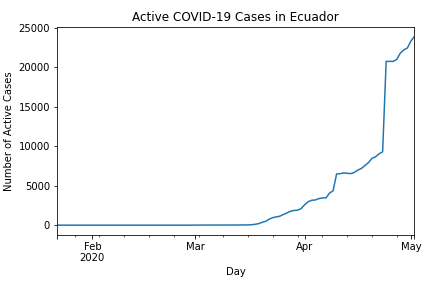 Active COVID-19 Cases in Ecuador
25000
20000
15000
10000
5000
0
Number of Active Cases
Feb
2020
Mar
Apr
May
Day